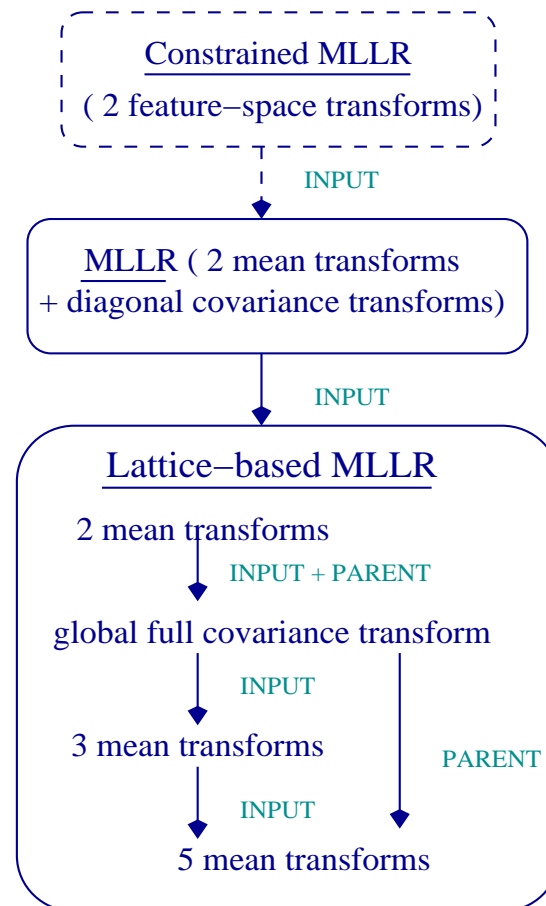 Constrained MLLR
( 2 feature−space transforms)
INPUT
MLLR ( 2 mean transforms
+ diagonal covariance transforms)
INPUT
Lattice−based MLLR
2 mean transforms
INPUT + PARENT
global full covariance transform
INPUT
3 mean transforms
PARENT
INPUT
5 mean transforms